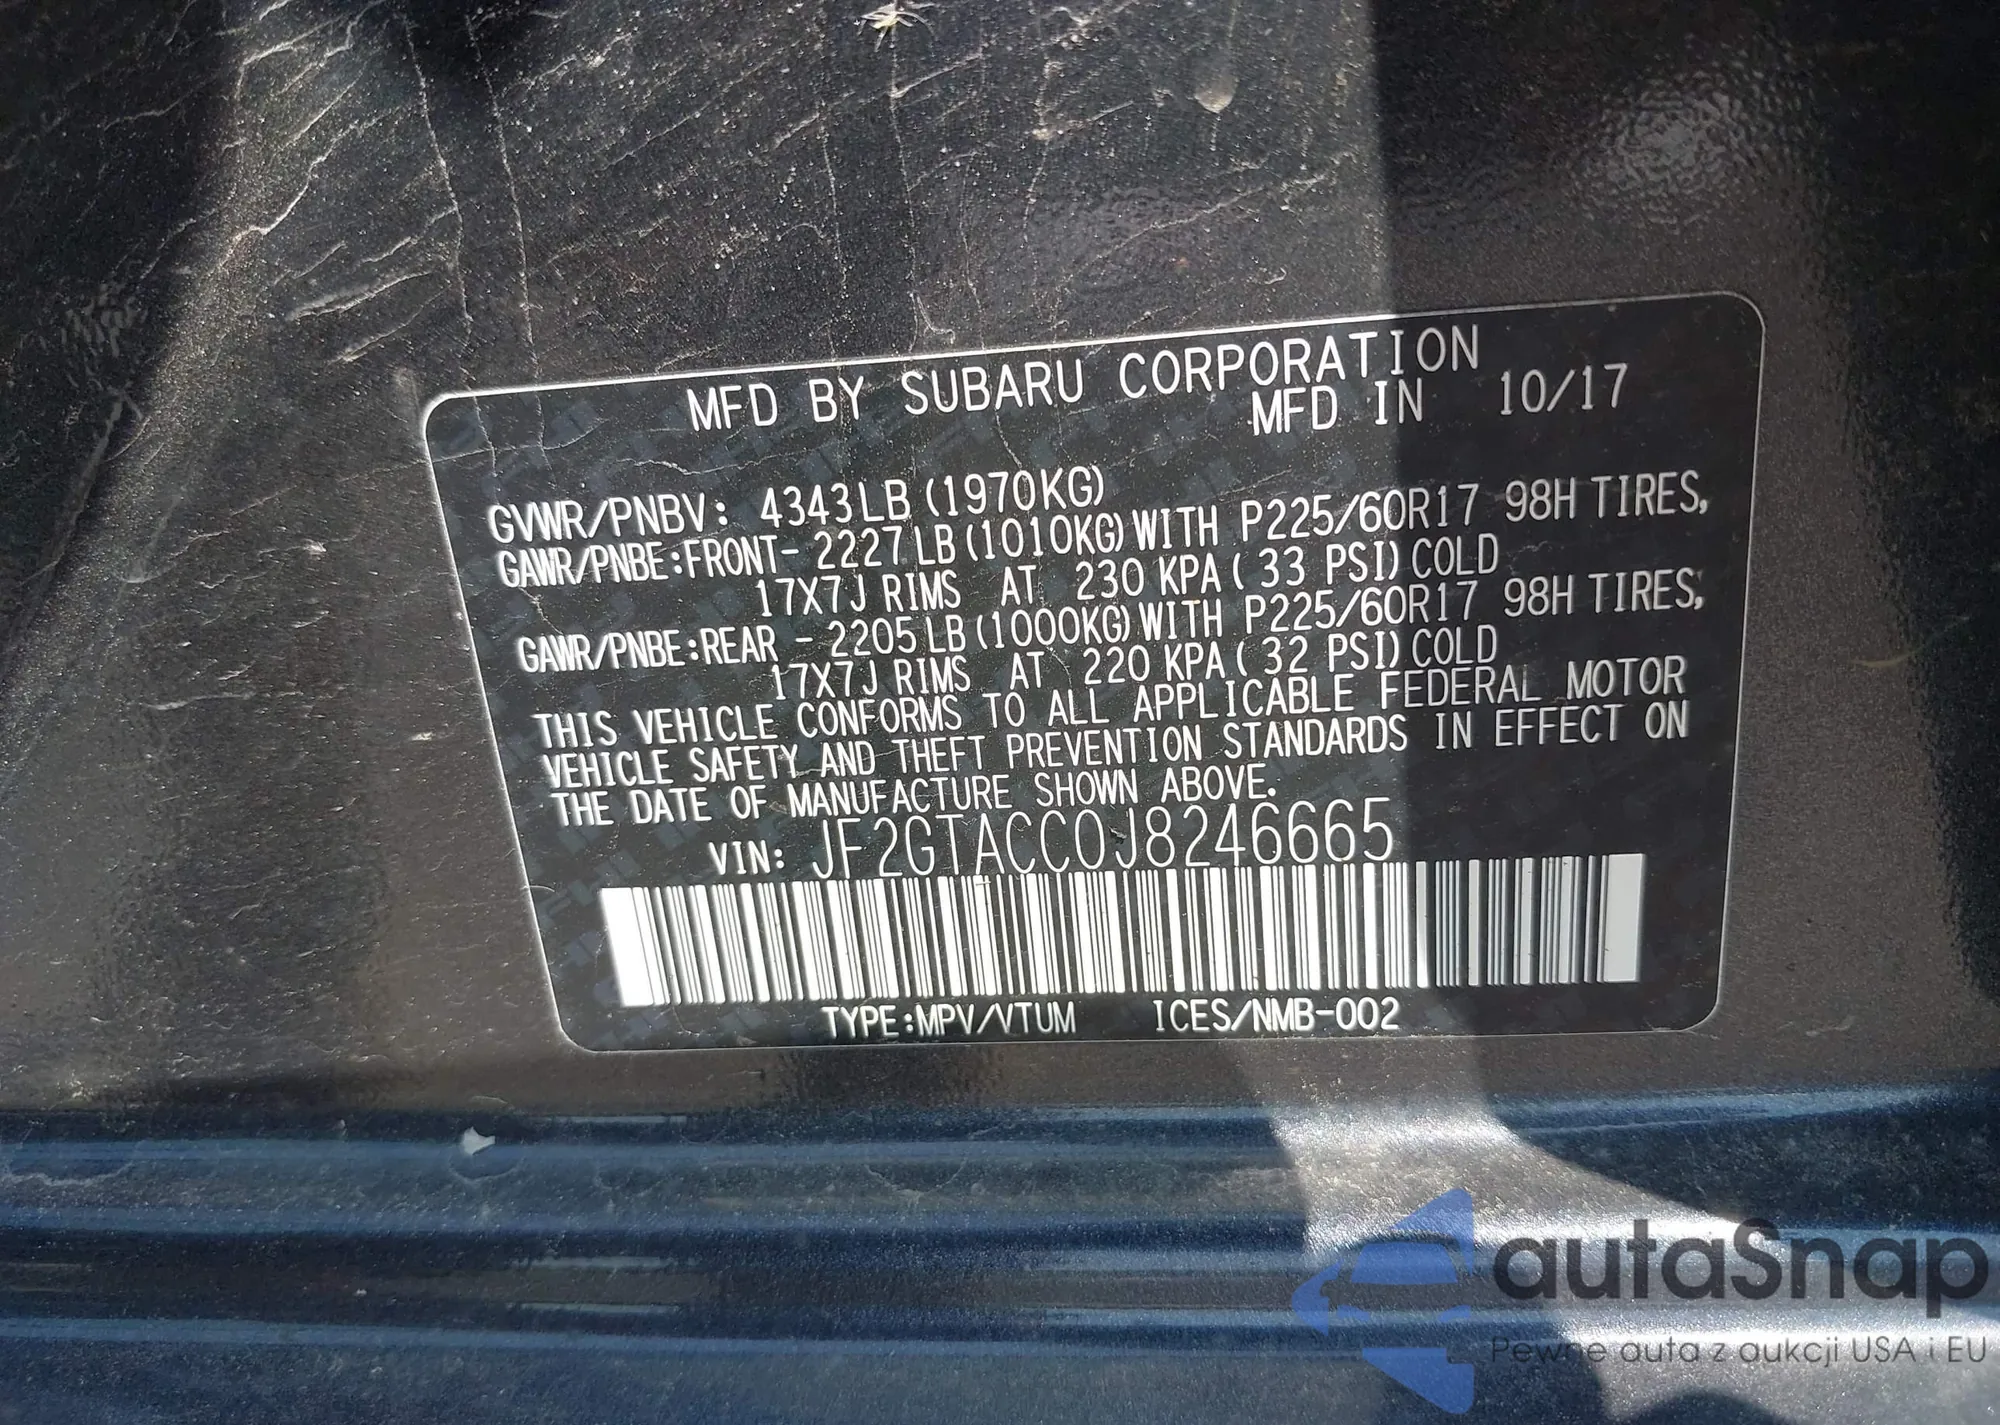 MFD BY SUBARU CORPORATION
MFD IN 10/17
GVWR/PNBV: 4343LB (1970KG)
GAWR/PNBE:FRONT- 2227LB (1010KG) WITH P225/60R17 98H TIRES,
17X7J RIMS AT 230 KPA ( 33 PSI) COLD
GAWR/PNBE:REAR - 2205LB (1000KG) WITH P225/60R17 98H TIRES,
17X7J RIMS AT 220 KPA ( 32 PSI) COLD
THIS VEHICLE CONFORMS TO ALL APPLICABLE FEDERAL MOTOR
VEHICLE SAFETY AND THEFT PREVENTION STANDARDS IN EFFECT ON
THE DATE OF MANUFACTURE SHOWN ABOVE.
VIN: JF2GTACC0J8246665
TYPE:MPV/VTUM ICES/NMB-002
autaSnap
Pewne auta z aukcji USA i EU